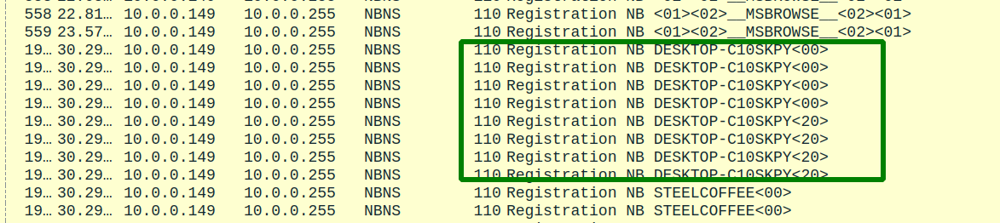 558 22.81… 10.0.0.149 10.0.0.255 NBNS 110 Registration NB <01><02>__MSBROWSE__<02><01>
559 23.57… 10.0.0.149 10.0.0.255 NBNS 110 Registration NB <01><02>__MSBROWSE__<02><01>
19… 30.29… 10.0.0.149 10.0.0.255 NBNS 110 Registration NB DESKTOP-C10SKPY<00>
19… 30.29… 10.0.0.149 10.0.0.255 NBNS 110 Registration NB DESKTOP-C10SKPY<00>
19… 30.29… 10.0.0.149 10.0.0.255 NBNS 110 Registration NB DESKTOP-C10SKPY<00>
19… 30.29… 10.0.0.149 10.0.0.255 NBNS 110 Registration NB DESKTOP-C10SKPY<00>
19… 30.29… 10.0.0.149 10.0.0.255 NBNS 110 Registration NB DESKTOP-C10SKPY<20>
19… 30.29… 10.0.0.149 10.0.0.255 NBNS 110 Registration NB DESKTOP-C10SKPY<20>
19… 30.29… 10.0.0.149 10.0.0.255 NBNS 110 Registration NB DESKTOP-C10SKPY<20>
19… 30.29… 10.0.0.149 10.0.0.255 NBNS 110 Registration NB DESKTOP-C10SKPY<20>
19… 30.29… 10.0.0.149 10.0.0.255 NBNS 110 Registration NB STEELCOFFEE<00>
19… 30.29… 10.0.0.149 10.0.0.255 NBNS 110 Registration NB STEELCOFFEE<00>